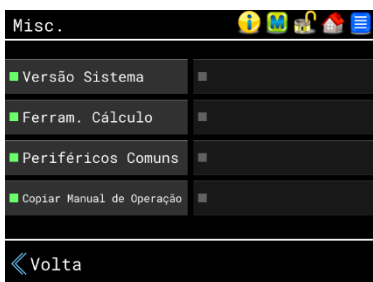 Misc.
M
Versão Sistema
Ferram. Cálculo
Periféricos Comuns
Copiar Manual de Operação
Volta